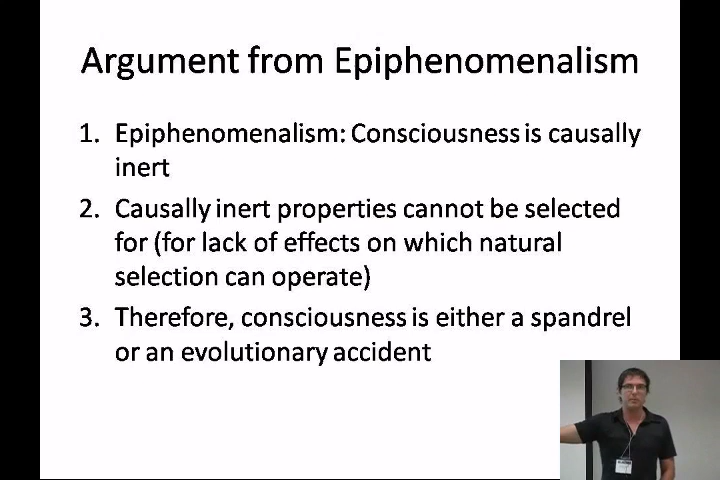 Argument from Epiphenomenalism
1. Epiphenomenalism: Consciousness is causally
inert
2. Causally inert properties cannot be selected
for (for lack of effects on which natural
selection can operate)
3. Therefore, consciousness is either a spandrel
or an evolutionary accident